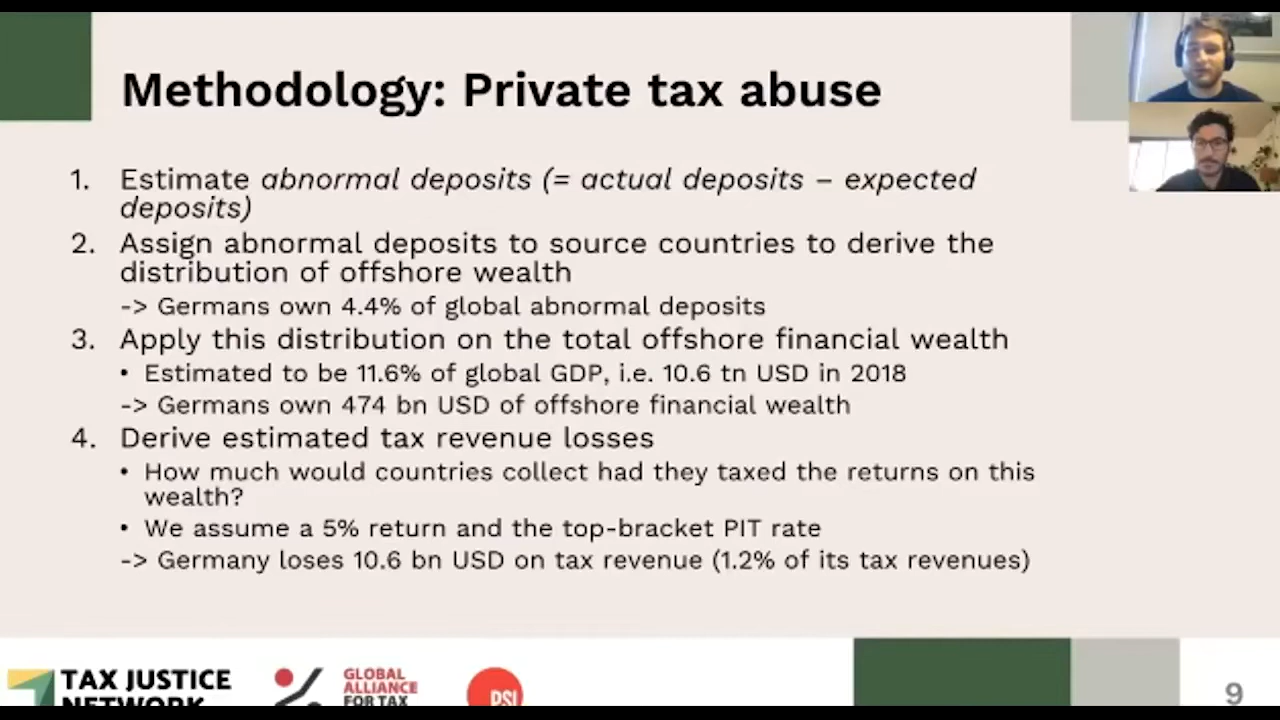 Methodology: Private tax abuse
1. Estimate abnormal deposits (= actual deposits – expected
deposits)
2. Assign abnormal deposits to source countries to derive the
distribution of offshore wealth
-> Germans own 4.4% of global abnormal deposits
3. Apply this distribution on the total offshore financial wealth
• Estimated to be 11.6% of global GDP, i.e. 10.6 tn USD in 2018
-> Germans own 474 bn USD of offshore financial wealth
4. Derive estimated tax revenue losses
• How much would countries collect had they taxed the returns on this
wealth?
• We assume a 5% return and the top-bracket PIT rate
-> Germany loses 10.6 bn USD on tax revenue (1.2% of its tax revenues)
TAX JUSTICE
NETWORK
GLOBAL
ALLIANCE
FOR TAX
PSI
9